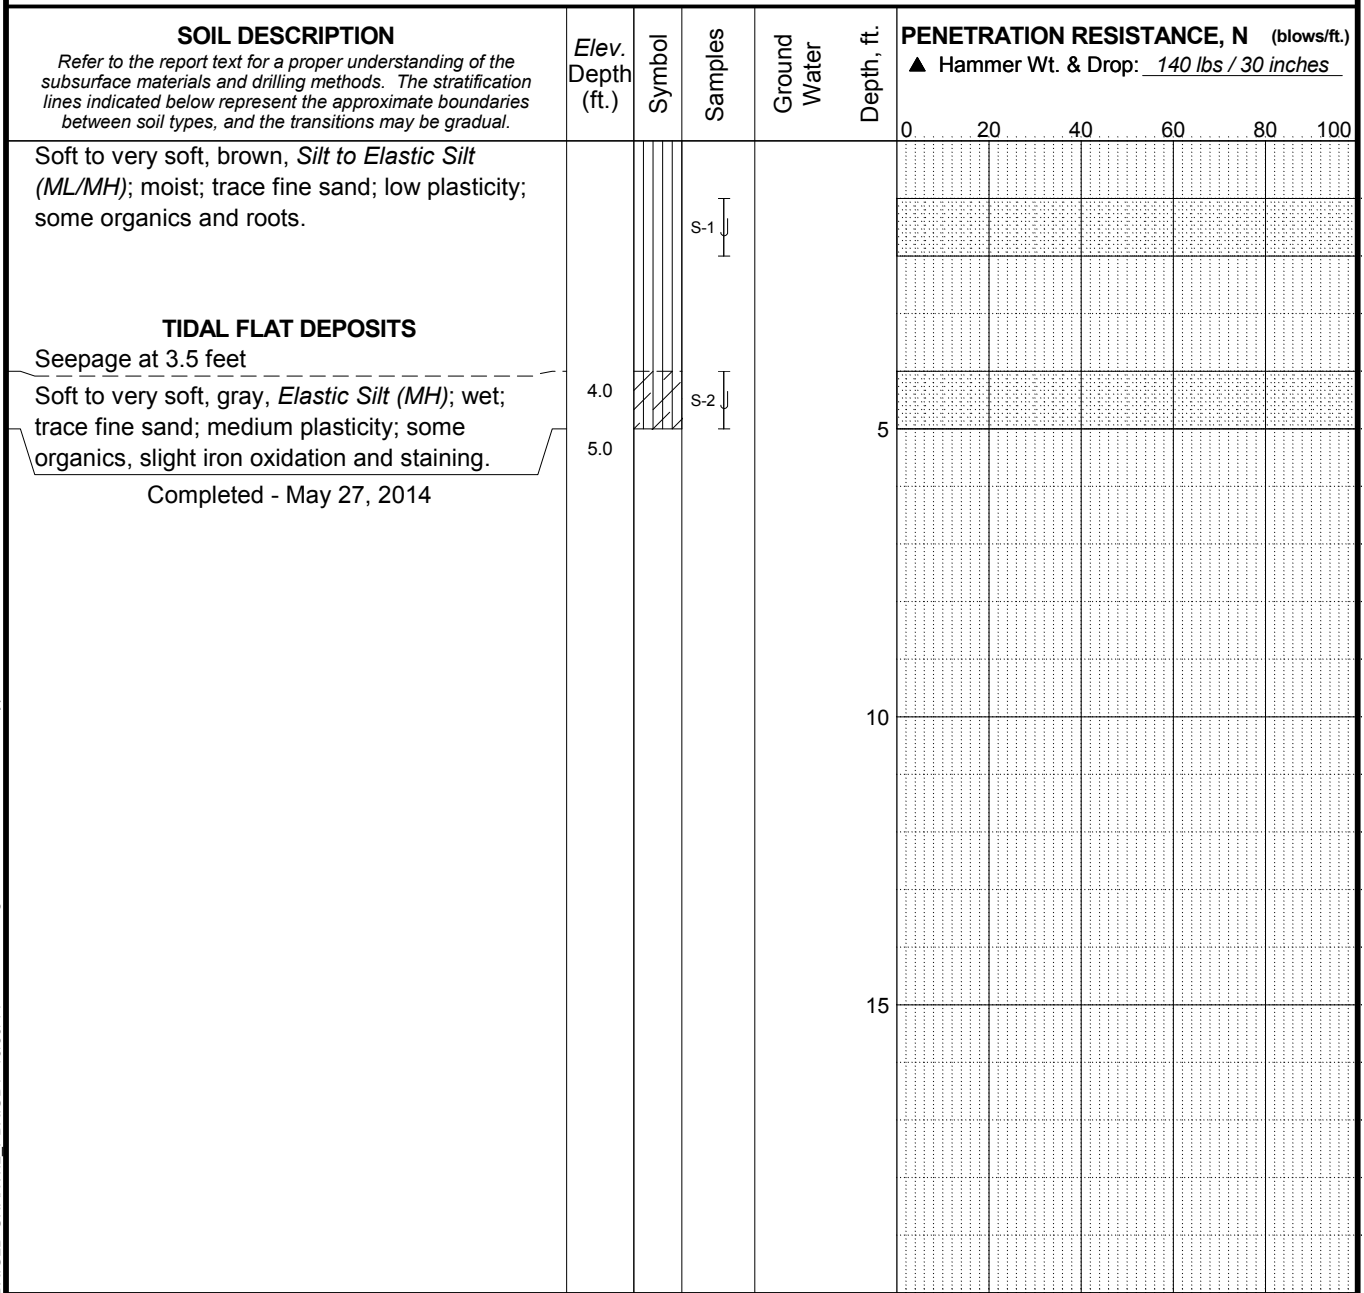 SOIL DESCRIPTION
Refer to the report text for a proper understanding of the
subsurface materials and drilling methods. The stratification
lines indicated below represent the approximate boundaries
between soil types, and the transitions may be gradual.
Elev.
Depth
(ft.)
Symbol
Samples
Ground
Water
Depth, ft.
PENETRATION RESISTANCE, N (blows/ft.)
▲ Hammer Wt. & Drop: 140 lbs / 30 inches
0 20 40 60 80 100
Soft to very soft, brown, Silt to Elastic Silt
(ML/MH); moist; trace fine sand; low plasticity;
some organics and roots.
S-1
TIDAL FLAT DEPOSITS
Seepage at 3.5 feet
Soft to very soft, gray, Elastic Silt (MH); wet;
trace fine sand; medium plasticity; some
organics, slight iron oxidation and staining.
4.0
S-2
5.0
5
Completed - May 27, 2014
10
15